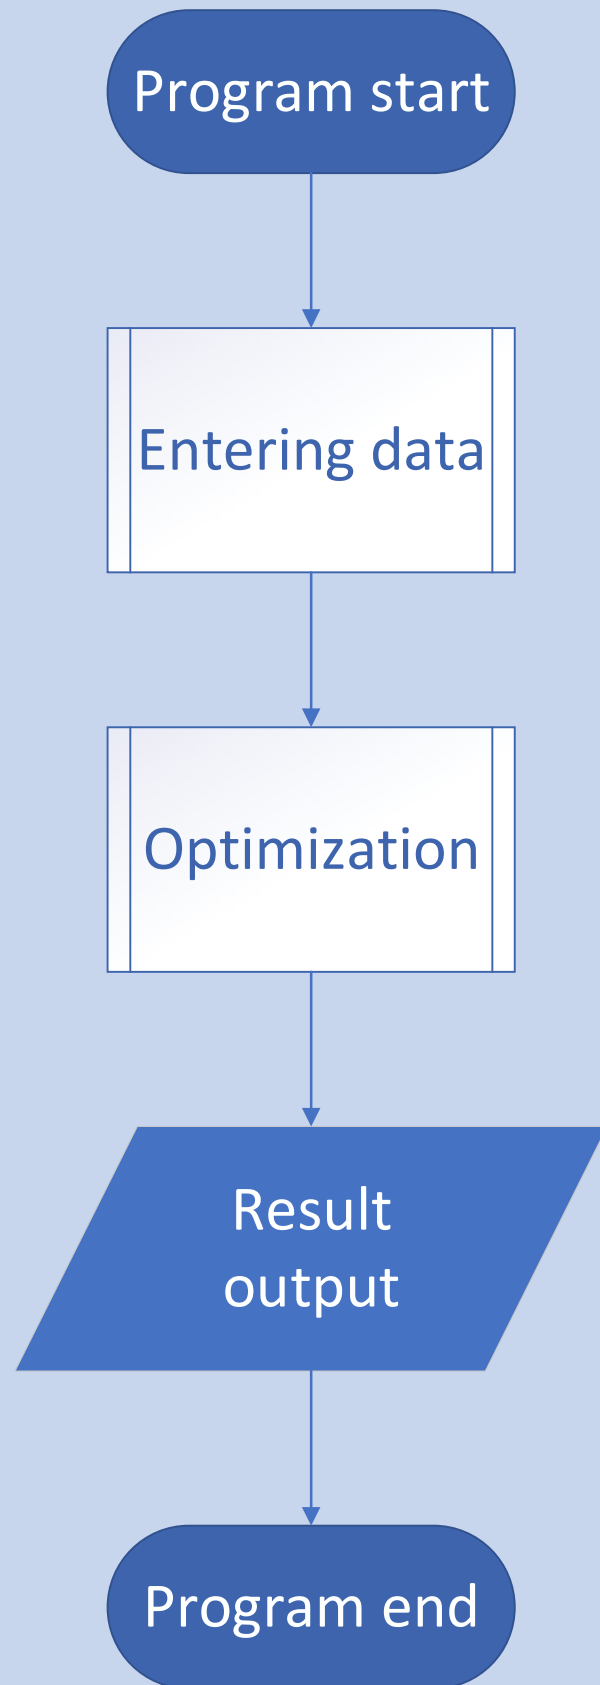 Program start
Entering data
Optimization
Result
output
Program end